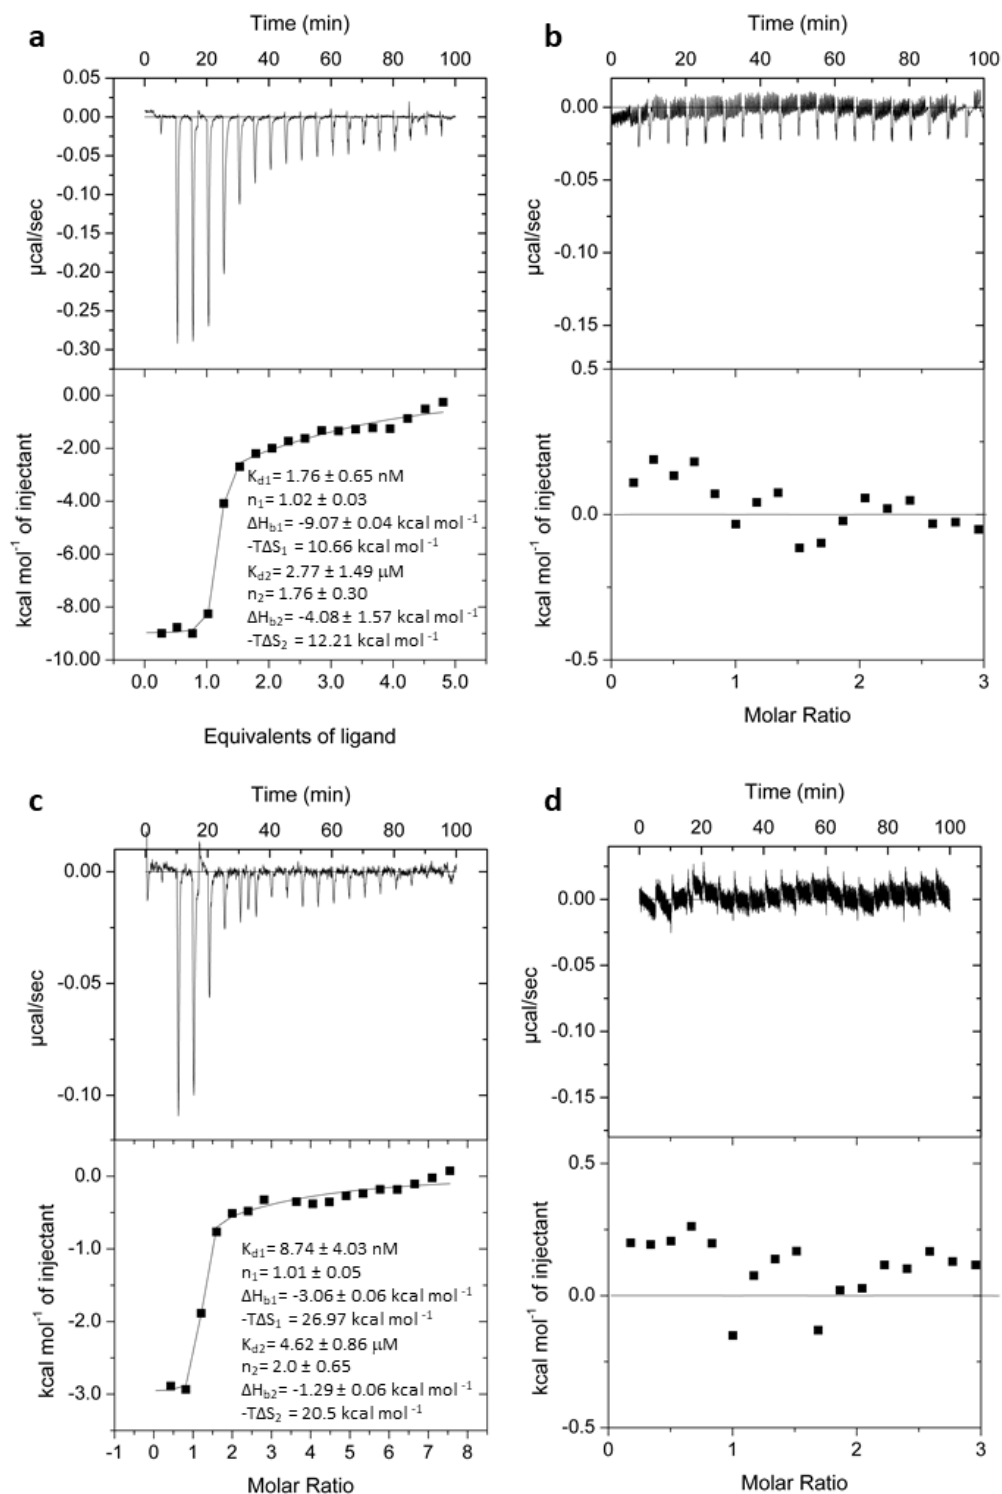 a
Time (min)
0 20 40 60 80 100
0.05
0.00
-0.05
-0.10
-0.15
-0.20
-0.25
-0.30
µcal/sec
0.00
-2.00
-4.00
-6.00
-8.00
-10.00
kcal mol⁻¹ of injectant
K_d1= 1.76 ± 0.65 nM
n₁= 1.02 ± 0.03
ΔH_b1= -9.07 ± 0.04 kcal mol ⁻¹
-TΔS₁ = 10.66 kcal mol ⁻¹
K_d2= 2.77 ± 1.49 µM
n₂= 1.76 ± 0.30
ΔH_b2= -4.08 ± 1.57 kcal mol ⁻¹
-TΔS₂ = 12.21 kcal mol ⁻¹
0.0 1.0 2.0 3.0 4.0 5.0
Equivalents of ligand
b
Time (min)
0 10 20 30 40 50 60 70 80 90 100
0.00
-0.05
-0.10
-0.15
µcal/sec
0.5
0.0
-0.5
kcal mol⁻¹ of injectant
0 1 2 3
Molar Ratio
c
Time (min)
0 20 40 60 80 100
0.00
-0.05
-0.10
µcal/sec
0.0
-1.0
-2.0
-3.0
kcal mol⁻¹ of injectant
K_d1= 8.74 ± 4.03 nM
n₁= 1.01 ± 0.05
ΔH_b1= -3.06 ± 0.06 kcal mol ⁻¹
-TΔS₁ = 26.97 kcal mol ⁻¹
K_d2= 4.62 ± 0.86 µM
n₂= 2.0 ± 0.65
ΔH_b2= -1.29 ± 0.06 kcal mol ⁻¹
-TΔS₂ = 20.5 kcal mol ⁻¹
-1 0 1 2 3 4 5 6 7 8
Molar Ratio
d
Time (min)
0 20 40 60 80 100
0.00
-0.05
-0.10
-0.15
µcal/sec
0.5
0.0
-0.5
kcal mol⁻¹ of injectant
0 1 2 3
Molar Ratio